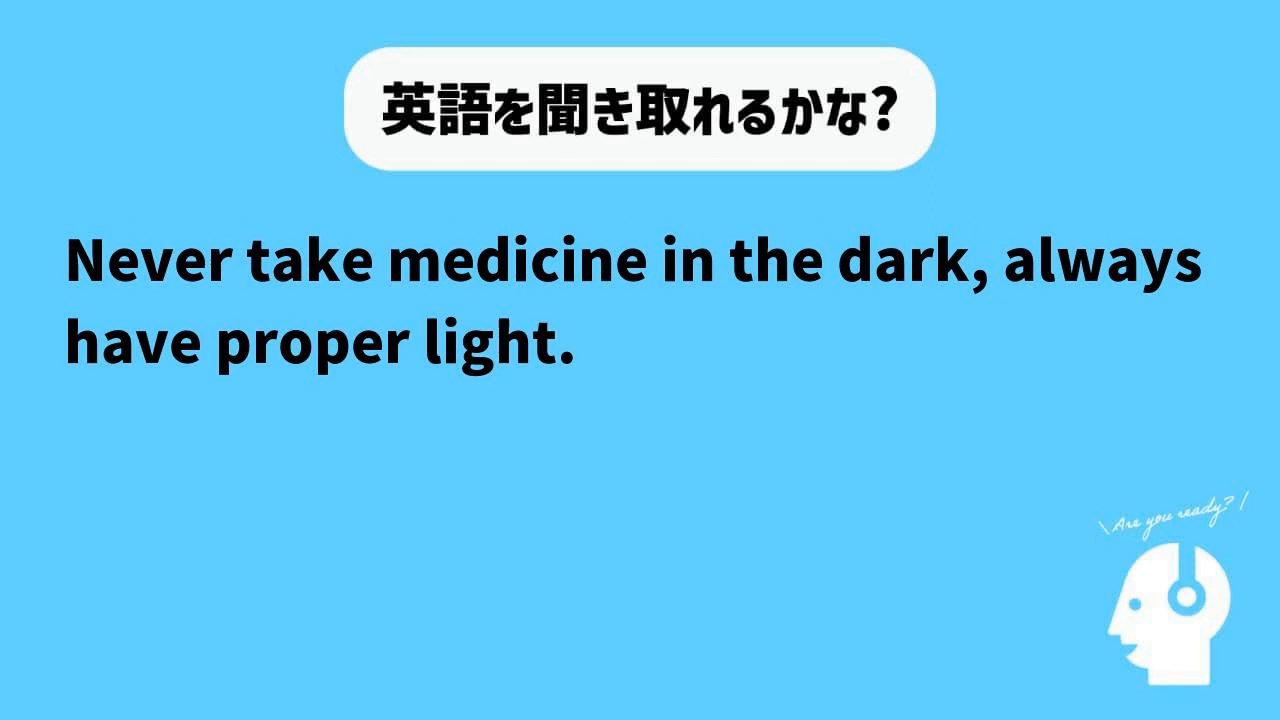 英語を聞き取れるかな?
Never take medicine in the dark, always
have proper light.
\ Are you ready? /